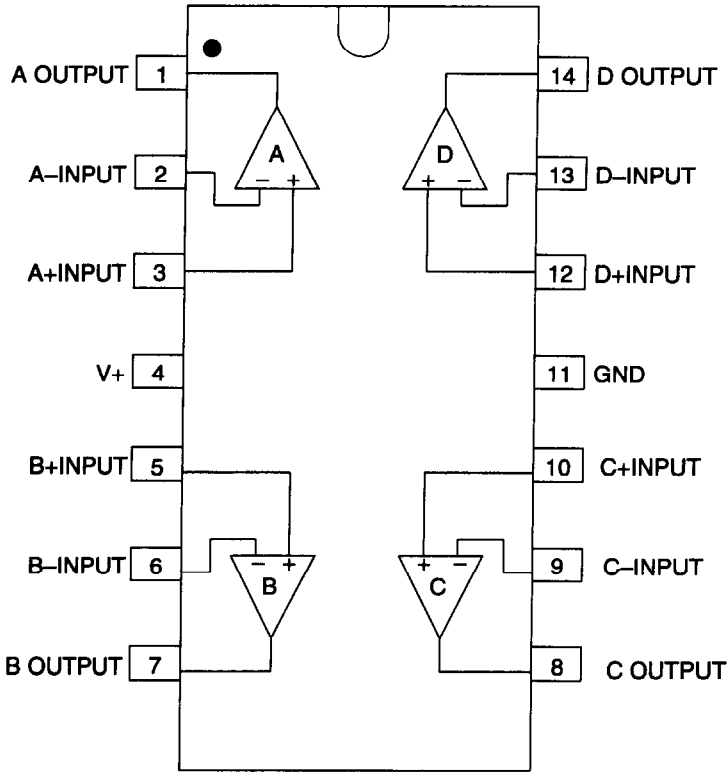 A OUTPUT 1
14 D OUTPUT
A
D
A–INPUT 2
– +
+ –
13 D–INPUT
A+INPUT 3
12 D+INPUT
V+ 4
11 GND
B+INPUT 5
10 C+INPUT
B–INPUT 6
– +
+ –
9 C–INPUT
B
C
B OUTPUT 7
8 C OUTPUT